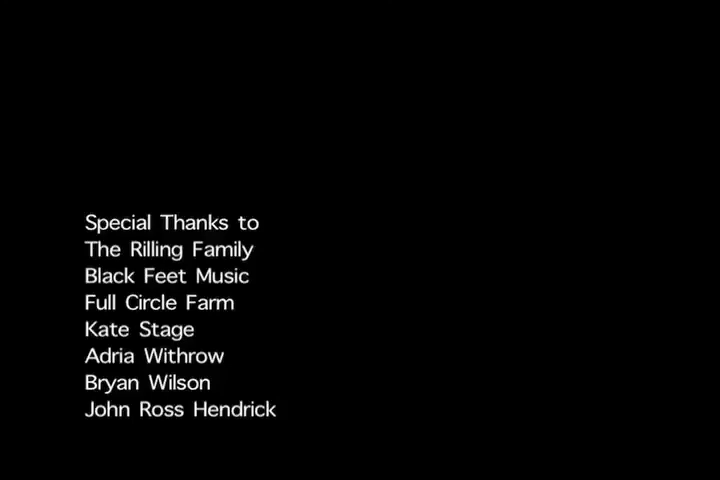 Special Thanks to
The Rilling Family
Black Feet Music
Full Circle Farm
Kate Stage
Adria Withrow
Bryan Wilson
John Ross Hendrick